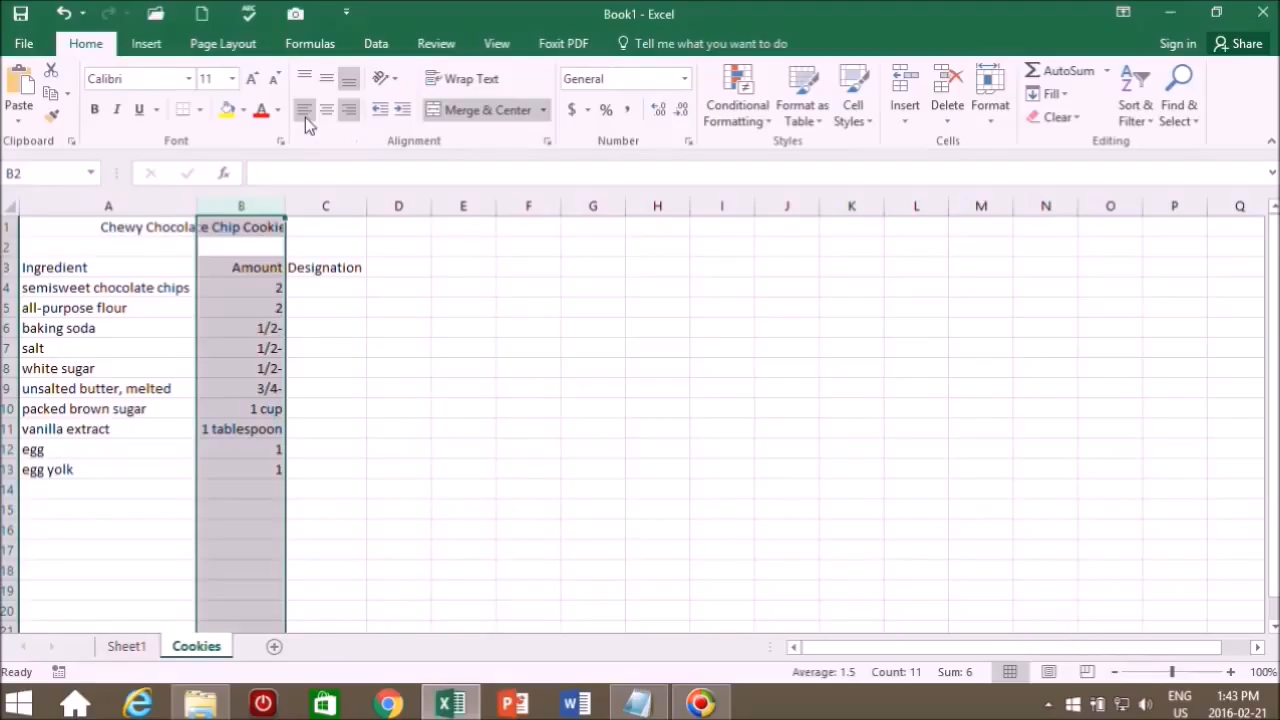 Book1 - Excel
File Home Insert Page Layout Formulas Data Review View Foxit PDF Tell me what you want to do Sign in Share
Calibri 11 Wrap Text General AutoSum
Paste B I U Merge & Center $ % , Conditional Formatting Format as Table Cell Styles Insert Delete Format Fill Clear Sort & Filter Find & Select
Clipboard Font Alignment Number Styles Cells Editing
B2 fx
A B C D E F G H I J K L M N O P Q
1 Chewy Chocola te Chip Cookie
2
3 Ingredient Amount Designation
4 semisweet chocolate chips 2
5 all-purpose flour 2
6 baking soda 1/2-
7 salt 1/2-
8 white sugar 1/2-
9 unsalted butter, melted 3/4-
10 packed brown sugar 1 cup
11 vanilla extract 1 tablespoon
12 egg 1
13 egg yolk 1
14
15
16
17
18
19
20
21
Sheet1 Cookies
Ready Average: 1.5 Count: 11 Sum: 6 100%
ENG 1:43 PM
US 2016-02-21